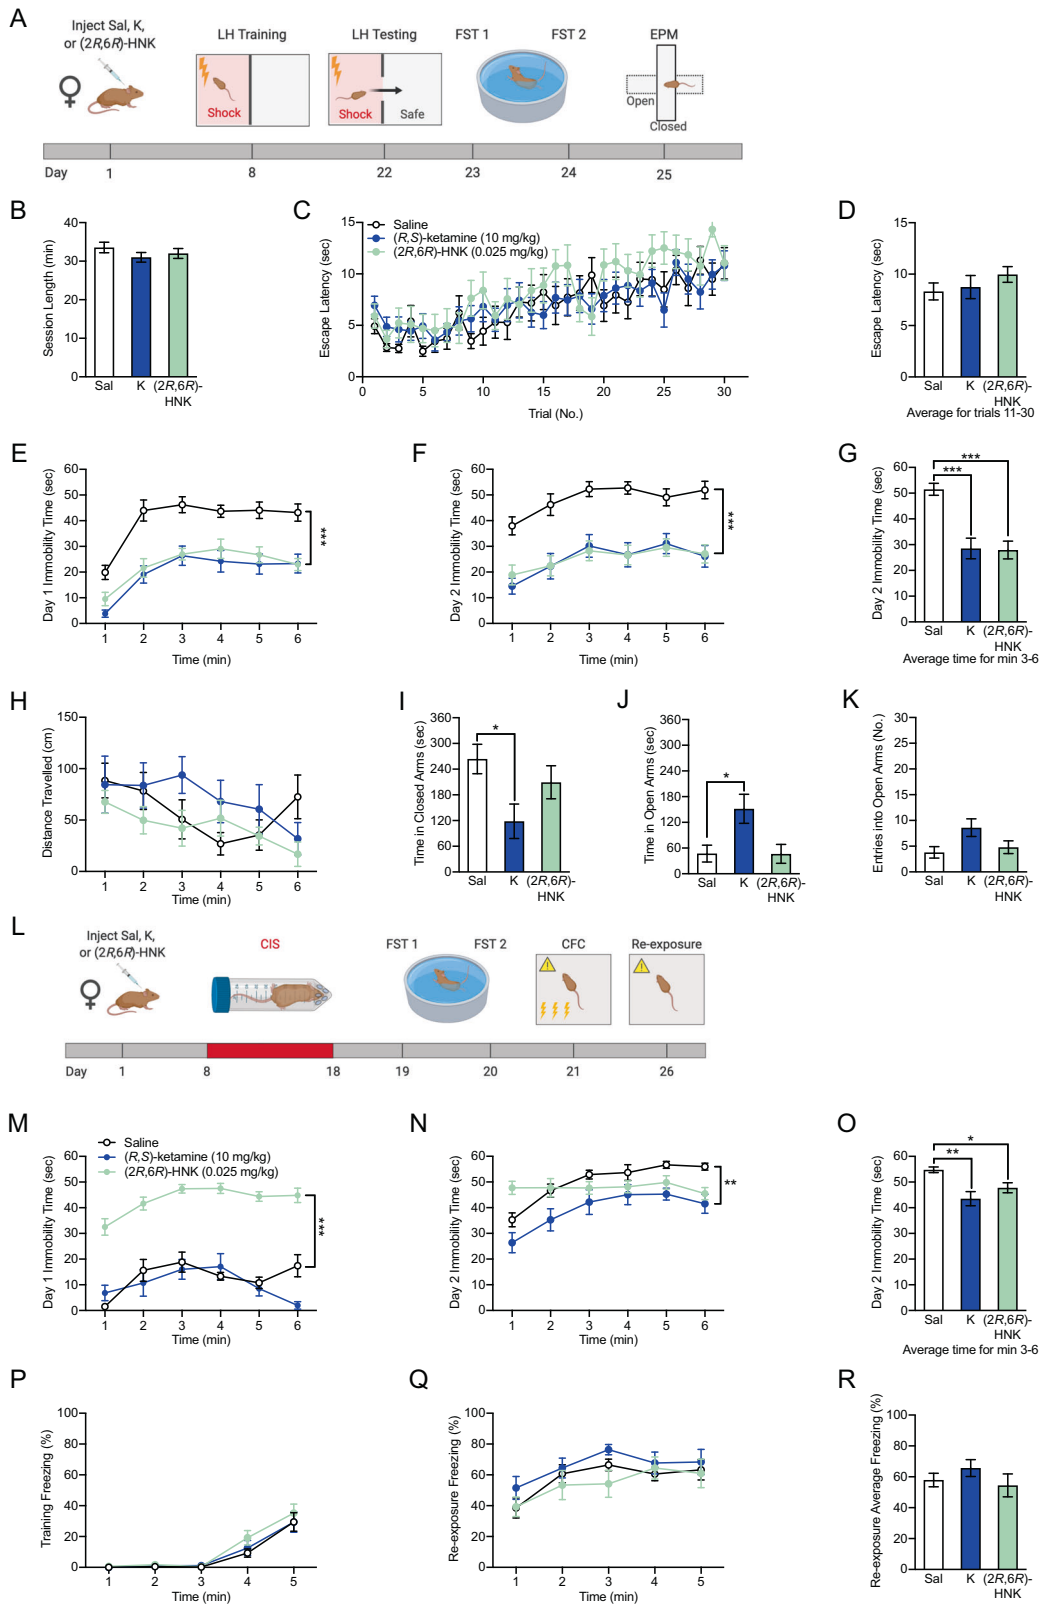 A
Inject Sal, K,
or (2R,6R)-HNK
LH Training
LH Testing
FST 1
FST 2
EPM
Shock
Shock
Safe
Open
Closed
Day
1
8
22
23
24
25
B
Session Length (min)
40
30
20
10
0
Sal
K
(2R,6R)-
HNK
C
Escape Latency (sec)
15
10
5
0
Saline
(R,S)-ketamine (10 mg/kg)
(2R,6R)-HNK (0.025 mg/kg)
0
5
10
15
20
25
30
Trial (No.)
D
Escape Latency (sec)
15
10
5
0
Sal
K
(2R,6R)-
HNK
Average for trials 11-30
E
Day 1 Immobility Time (sec)
60
50
40
30
20
10
0
***
1
2
3
4
5
6
Time (min)
F
Day 2 Immobility Time (sec)
60
50
40
30
20
10
0
***
1
2
3
4
5
6
Time (min)
G
Day 2 Immobility Time (sec)
60
50
40
30
20
10
0
***
***
Sal
K
(2R,6R)-
HNK
Average time for min 3-6
H
Distance Travelled (cm)
150
100
50
0
1
2
3
4
5
6
Time (min)
I
Time in Closed Arms (sec)
360
300
240
180
120
60
0
*
Sal
K
(2R,6R)-
HNK
J
Time in Open Arms (sec)
360
300
240
180
120
60
0
*
Sal
K
(2R,6R)-
HNK
K
Entries into Open Arms (No.)
30
25
20
15
10
5
0
Sal
K
(2R,6R)-
HNK
L
Inject Sal, K,
or (2R,6R)-HNK
CIS
FST 1
FST 2
CFC
Re-exposure
Day
1
8
18
19
20
21
26
M
Day 1 Immobility Time (sec)
60
50
40
30
20
10
0
Saline
(R,S)-ketamine (10 mg/kg)
(2R,6R)-HNK (0.025 mg/kg)
***
1
2
3
4
5
6
Time (min)
N
Day 2 Immobility Time (sec)
60
50
40
30
20
10
0
**
1
2
3
4
5
6
Time (min)
O
Day 2 Immobility Time (sec)
60
50
40
30
20
10
0
*
**
Sal
K
(2R,6R)-
HNK
Average time for min 3-6
P
Training Freezing (%)
100
80
60
40
20
0
1
2
3
4
5
Time (min)
Q
Re-exposure Freezing (%)
100
80
60
40
20
0
1
2
3
4
5
Time (min)
R
Re-exposure Average Freezing (%)
100
80
60
40
20
0
Sal
K
(2R,6R)-
HNK